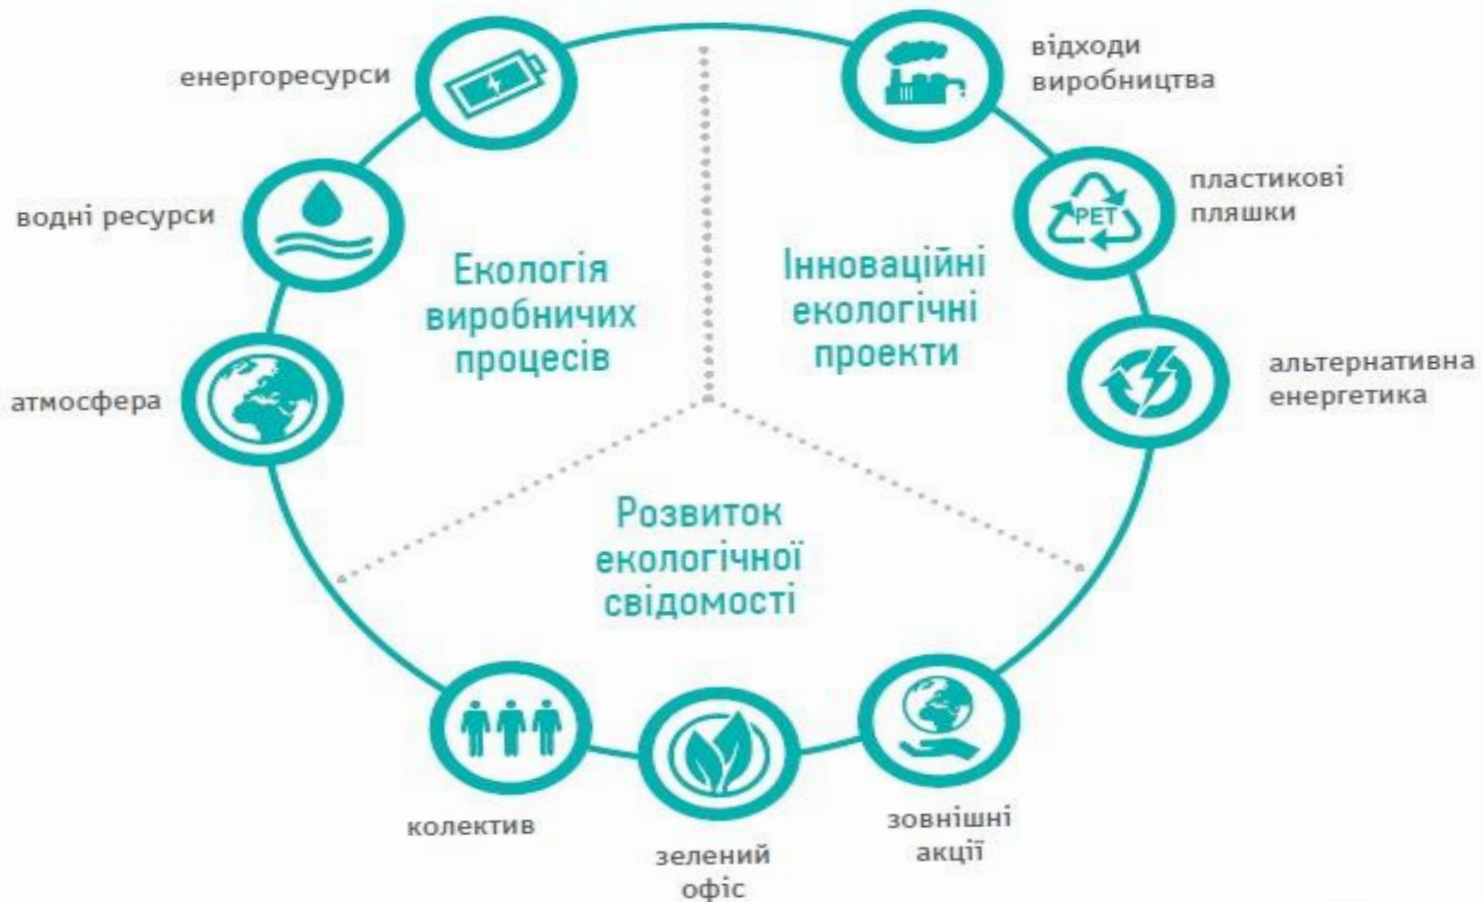 енергоресурси
водні ресурси
атмосфера
Екологія
виробничих
процесів
відходи
виробництва
пластикові
пляшки
PET
альтернативна
енергетика
Інноваційні
екологічні
проекти
Розвиток
екологічної
свідомості
колектив
зелений
офіс
зовнішні
акції